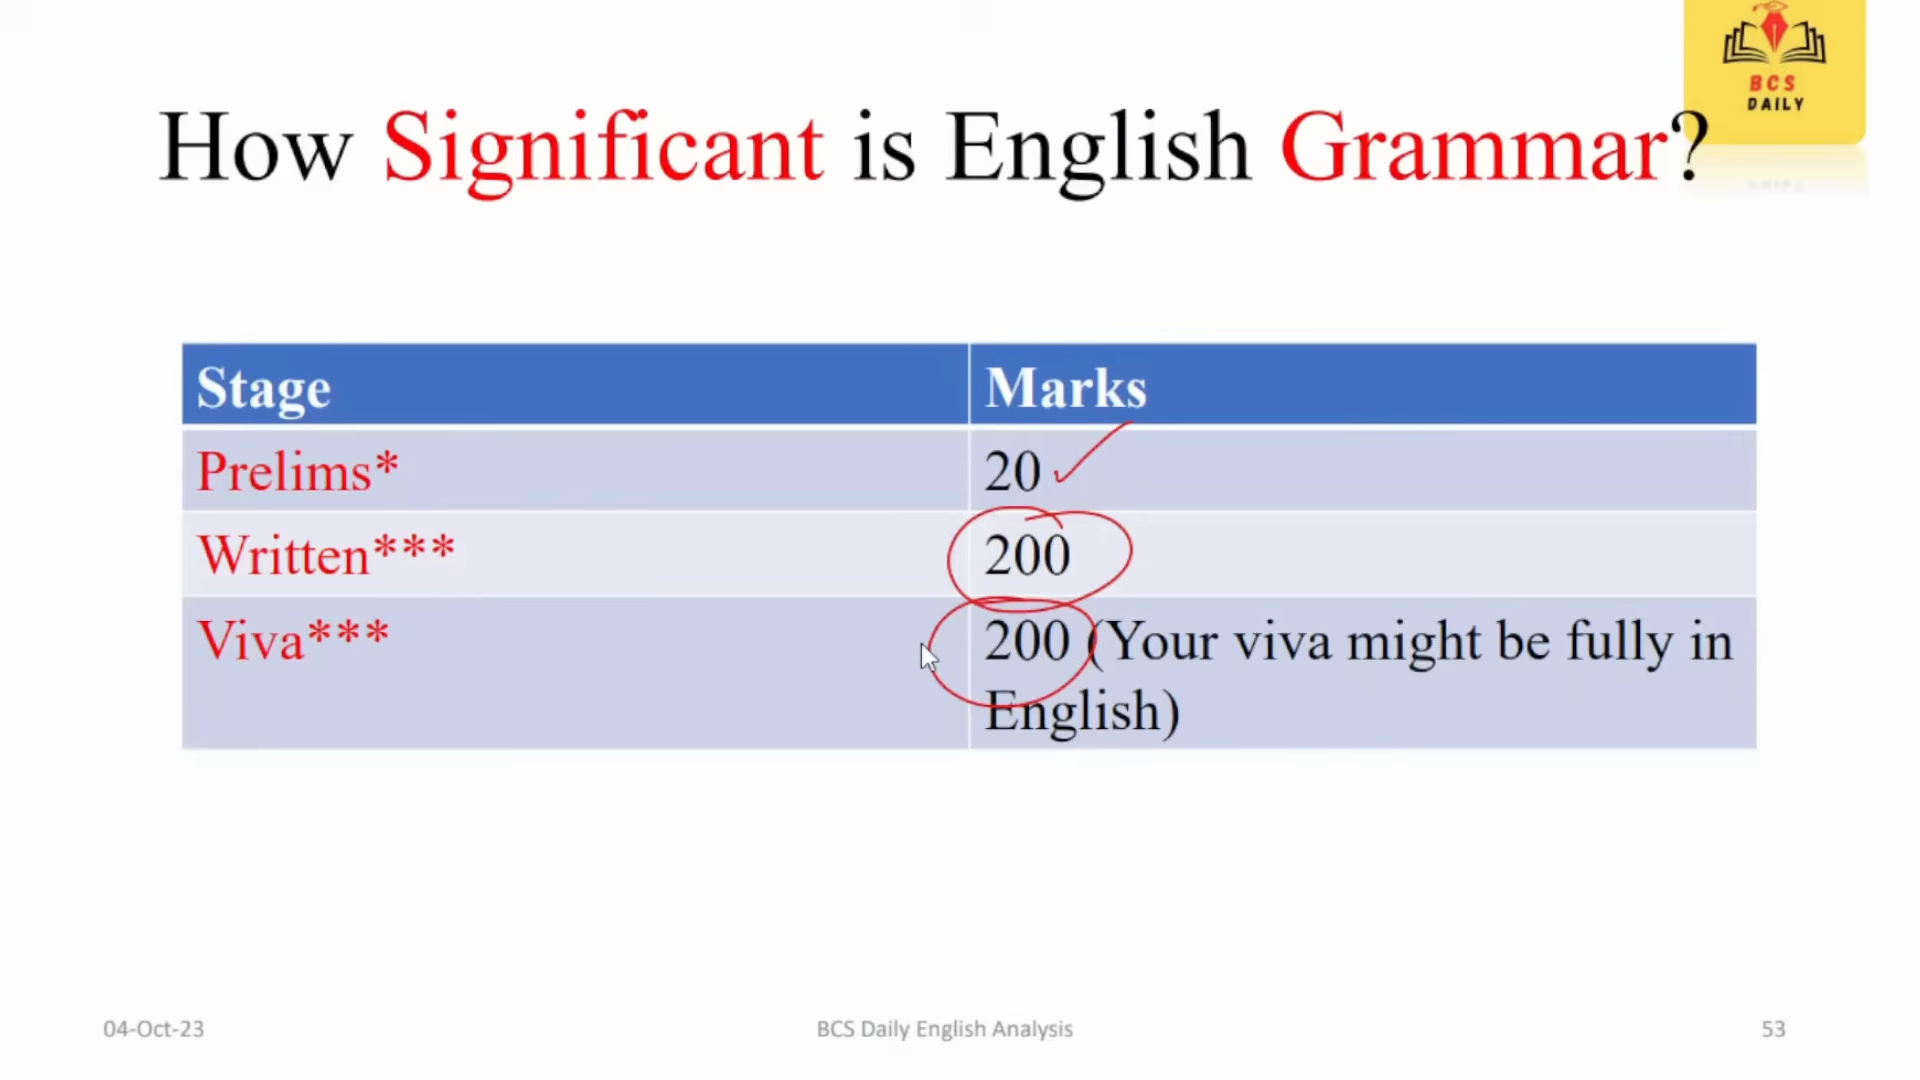 BCS
DAILY
How Significant is English Grammar?
Stage Marks
Prelims* 20
Written*** 200
Viva*** 200 (Your viva might be fully in
English)
04-Oct-23 BCS Daily English Analysis 53